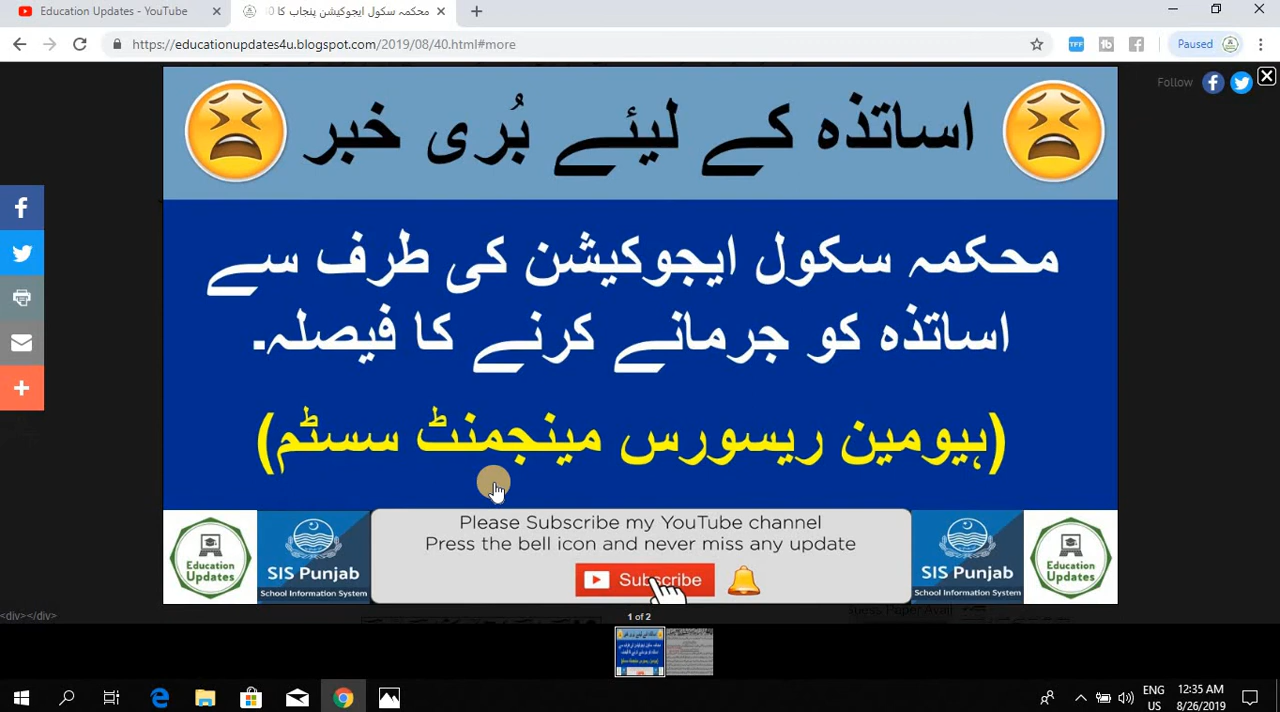 Education Updates - YouTube
محکمہ سکول ایجوکیشن پنجاب کا
https://educationupdates4u.blogspot.com/2019/08/40.html#more
TFF
Paused
Follow
اساتذہ کے لیئے بُری خبر
محکمہ سکول ایجوکیشن کی طرف سے
اساتذہ کو جرمانے کرنے کا فیصلہ۔
(ہیومین ریسورس مینجمنٹ سسٹم)
Please Subscribe my YouTube channel
Press the bell icon and never miss any update
Subscribe
Education
Updates
SIS Punjab
School Information System
SIS Punjab
School Information System
Education
Updates
<div></div>
1 of 2
ENG
US
12:35 AM
8/26/2019